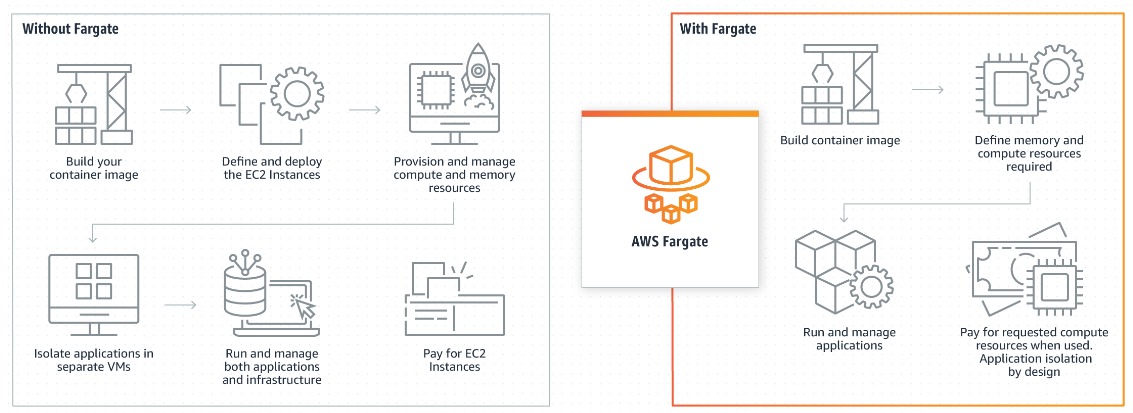 Without Fargate
Build your
container image
Define and deploy
the EC2 Instances
Provision and manage
compute and memory
resources
Isolate applications in
separate VMs
Run and manage
both applications
and infrastructure
Pay for EC2
Instances
AWS Fargate
With Fargate
Build container image
Define memory and
compute resources
required
Run and manage
applications
Pay for requested compute
resources when used.
Application isolation
by design